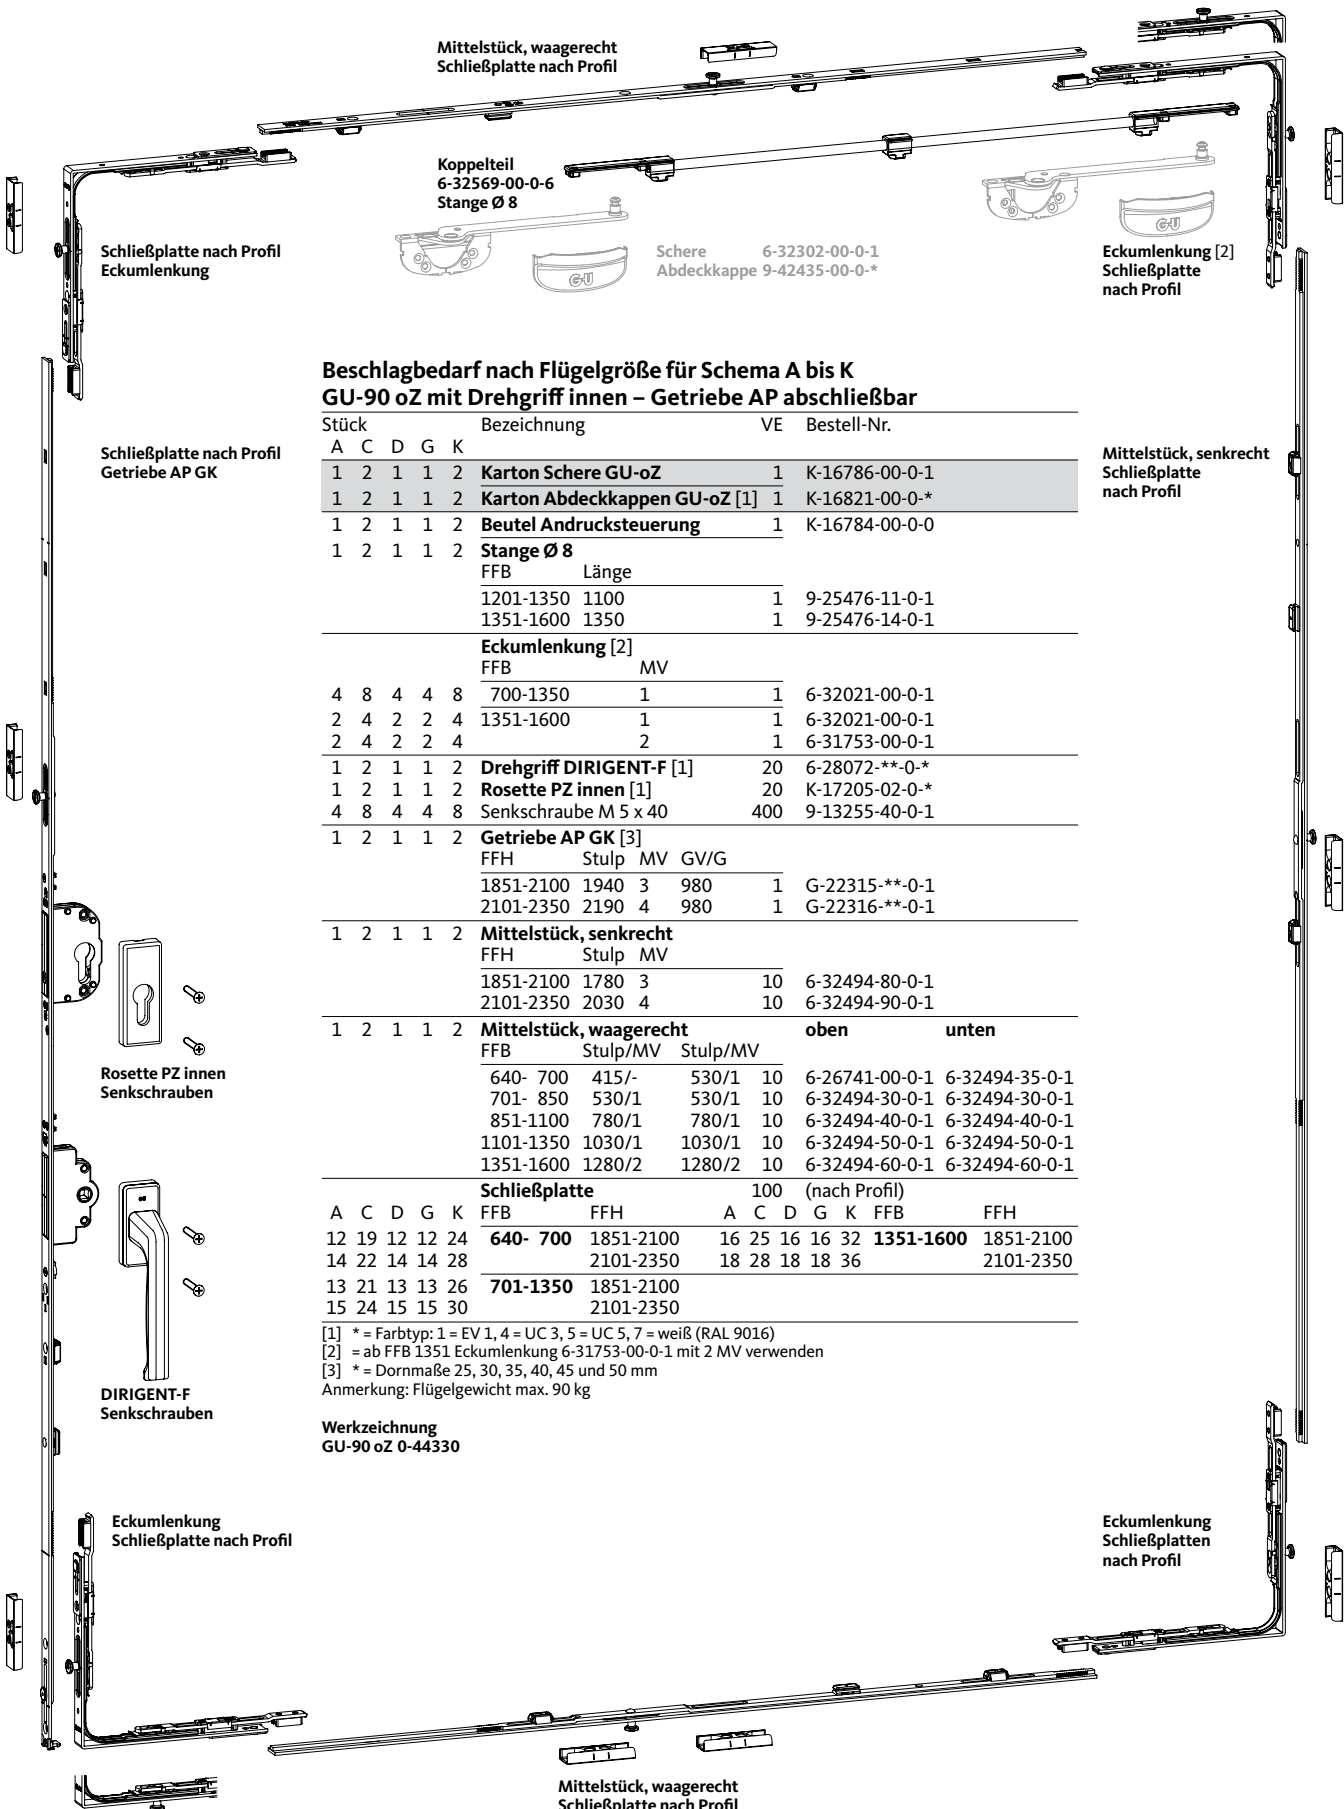 Mittelstück, waagerecht
Schließplatte nach Profil
Koppelteil
6-32569-00-0-6
Stange Ø 8
Schließplatte nach Profil
Eckumlenkung
G-U
Schere 6-32302-00-0-1
Abdeckkappe 9-42435-00-0-*
G-U
Eckumlenkung [2]
Schließplatte
nach Profil
Beschlagbedarf nach Flügelgröße für Schema A bis K
GU-90 oZ mit Drehgriff innen – Getriebe AP abschließbar
Stück Bezeichnung VE Bestell-Nr.
A C D G K
1 2 1 1 2 Karton Schere GU-oZ 1 K-16786-00-0-1
1 2 1 1 2 Karton Abdeckkappen GU-oZ [1] 1 K-16821-00-0-*
1 2 1 1 2 Beutel Andrucksteuerung 1 K-16784-00-0-0
1 2 1 1 2 Stange Ø 8
FFB Länge
1201-1350 1100 1 9-25476-11-0-1
1351-1600 1350 1 9-25476-14-0-1
Eckumlenkung [2]
FFB MV
4 8 4 4 8 700-1350 1 1 6-32021-00-0-1
2 4 2 2 4 1351-1600 1 1 6-32021-00-0-1
2 4 2 2 4 2 1 6-31753-00-0-1
1 2 1 1 2 Drehgriff DIRIGENT-F [1] 20 6-28072-**-0-*
1 2 1 1 2 Rosette PZ innen [1] 20 K-17205-02-0-*
4 8 4 4 8 Senkschraube M 5 x 40 400 9-13255-40-0-1
1 2 1 1 2 Getriebe AP GK [3]
FFH Stulp MV GV/G
1851-2100 1940 3 980 1 G-22315-**-0-1
2101-2350 2190 4 980 1 G-22316-**-0-1
1 2 1 1 2 Mittelstück, senkrecht
FFH Stulp MV
1851-2100 1780 3 10 6-32494-80-0-1
2101-2350 2030 4 10 6-32494-90-0-1
1 2 1 1 2 Mittelstück, waagerecht oben unten
FFB Stulp/MV Stulp/MV
640- 700 415/- 530/1 10 6-26741-00-0-1 6-32494-35-0-1
701- 850 530/1 530/1 10 6-32494-30-0-1 6-32494-30-0-1
851-1100 780/1 780/1 10 6-32494-40-0-1 6-32494-40-0-1
1101-1350 1030/1 1030/1 10 6-32494-50-0-1 6-32494-50-0-1
1351-1600 1280/2 1280/2 10 6-32494-60-0-1 6-32494-60-0-1
Schließplatte 100 (nach Profil)
A C D G K FFB FFH A C D G K FFB FFH
12 19 12 12 24 640- 700 1851-2100 16 25 16 16 32 1351-1600 1851-2100
14 22 14 14 28 2101-2350 18 28 18 18 36 2101-2350
13 21 13 13 26 701-1350 1851-2100
15 24 15 15 30 2101-2350
[1] * = Farbtyp: 1 = EV 1, 4 = UC 3, 5 = UC 5, 7 = weiß (RAL 9016)
[2] = ab FFB 1351 Eckumlenkung 6-31753-00-0-1 mit 2 MV verwenden
[3] * = Dornmaße 25, 30, 35, 40, 45 und 50 mm
Anmerkung: Flügelgewicht max. 90 kg
Werkzeichnung
GU-90 oZ 0-44330
Schließplatte nach Profil
Getriebe AP GK
Mittelstück, senkrecht
Schließplatte
nach Profil
Rosette PZ innen
Senkschrauben
DIRIGENT-F
Senkschrauben
Eckumlenkung
Schließplatte nach Profil
Eckumlenkung
Schließplatten
nach Profil
Mittelstück, waagerecht
Schließplatte nach Profil